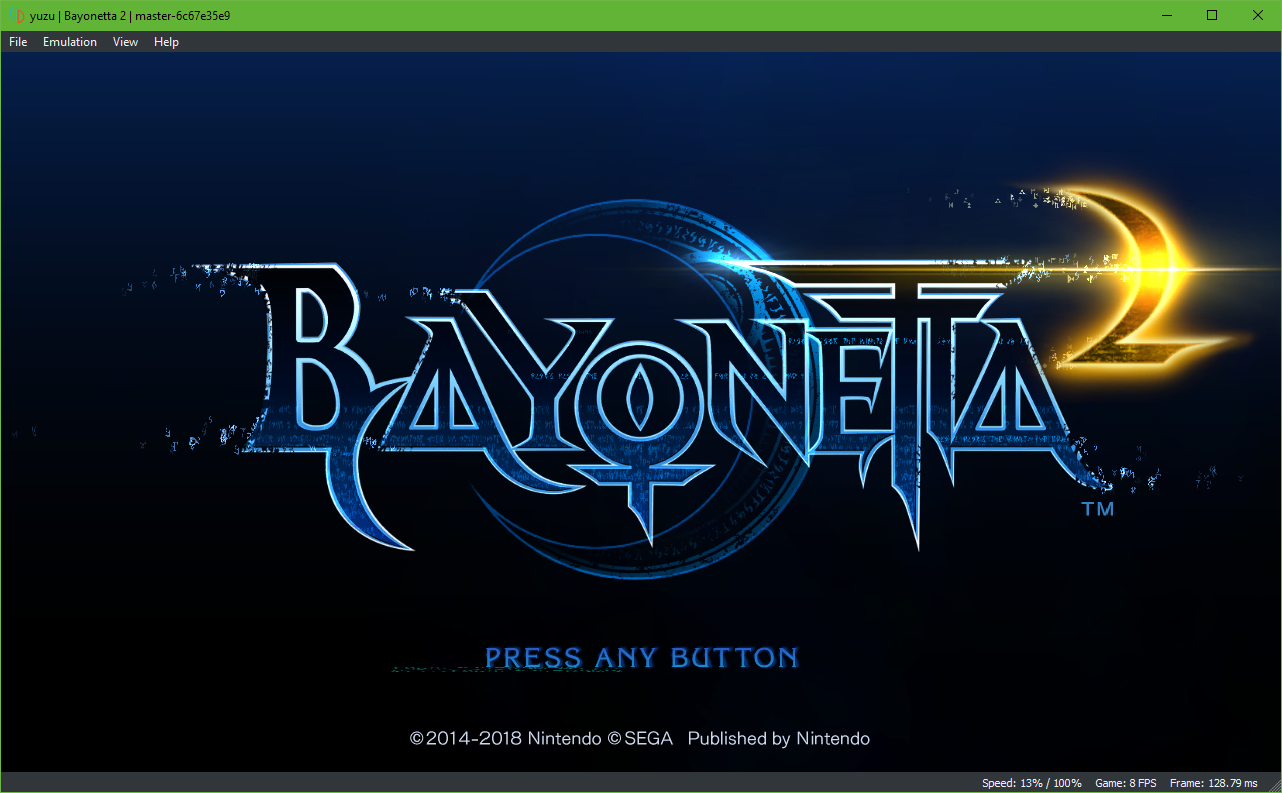 yuzu | Bayonetta 2 | master-6c67e35e9
File Emulation View Help
BAYONETTA 2
TM
PRESS ANY BUTTON
©2014-2018 Nintendo ©SEGA Published by Nintendo
Speed: 13% / 100% Game: 8 FPS Frame: 128.79 ms